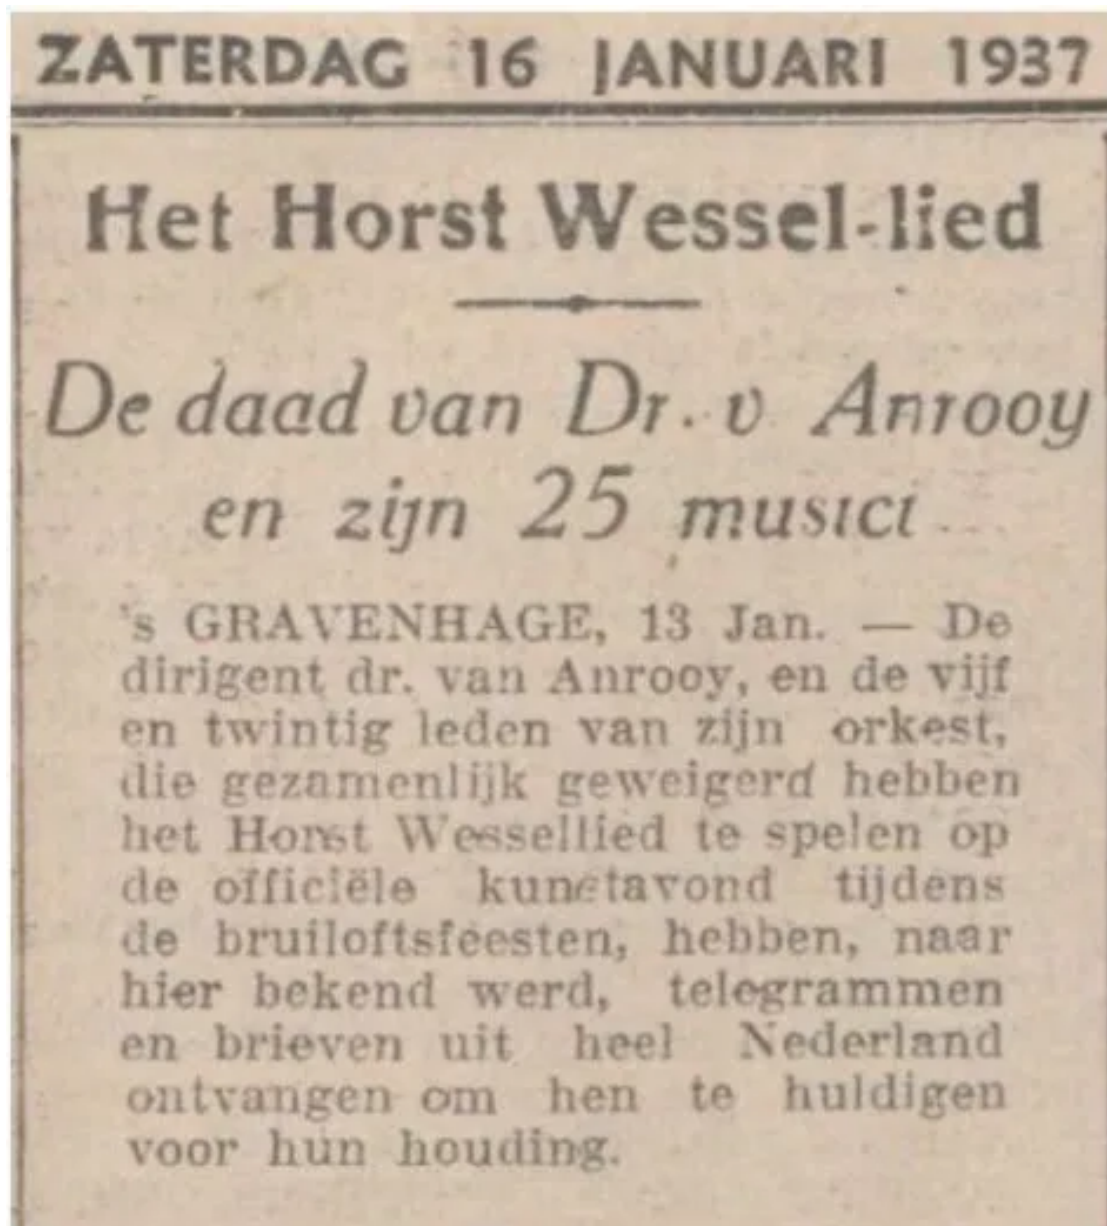 ZATERDAG 16 JANUARI 1937
Het Horst Wessel-lied
De daad van Dr. v Anrooy
en zijn 25 musici
's GRAVENHAGE, 13 Jan. — De
dirigent dr. van Anrooy, en de vijf
en twintig leden van zijn orkest,
die gezamenlijk geweigerd hebben
het Horst Wessellied te spelen op
de officiële kunstavond tijdens
de bruiloftsfeesten, hebben, naar
hier bekend werd, telegrammen
en brieven uit heel Nederland
ontvangen om hen te huldigen
voor hun houding.